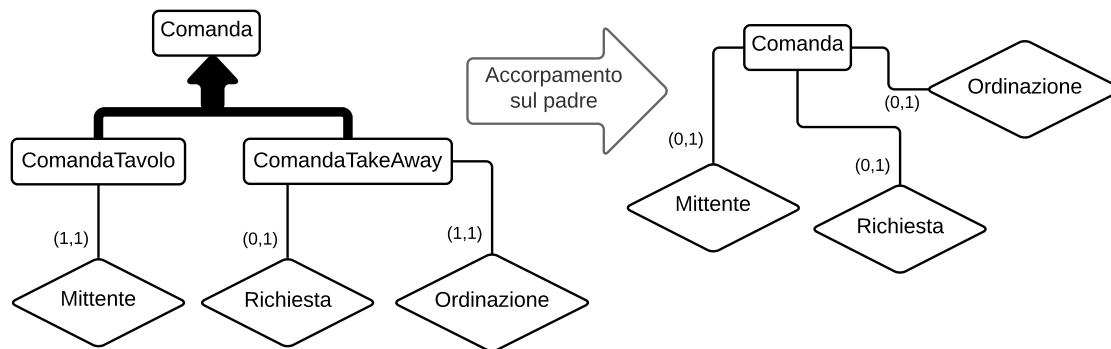 Comanda
ComandaTavolo
ComandaTakeAway
(1,1)
(0,1)
(1,1)
Mittente
Richiesta
Ordinazione
Accorpamento
sul padre
Comanda
Ordinazione
(0,1)
(0,1)
(0,1)
Mittente
Richiesta